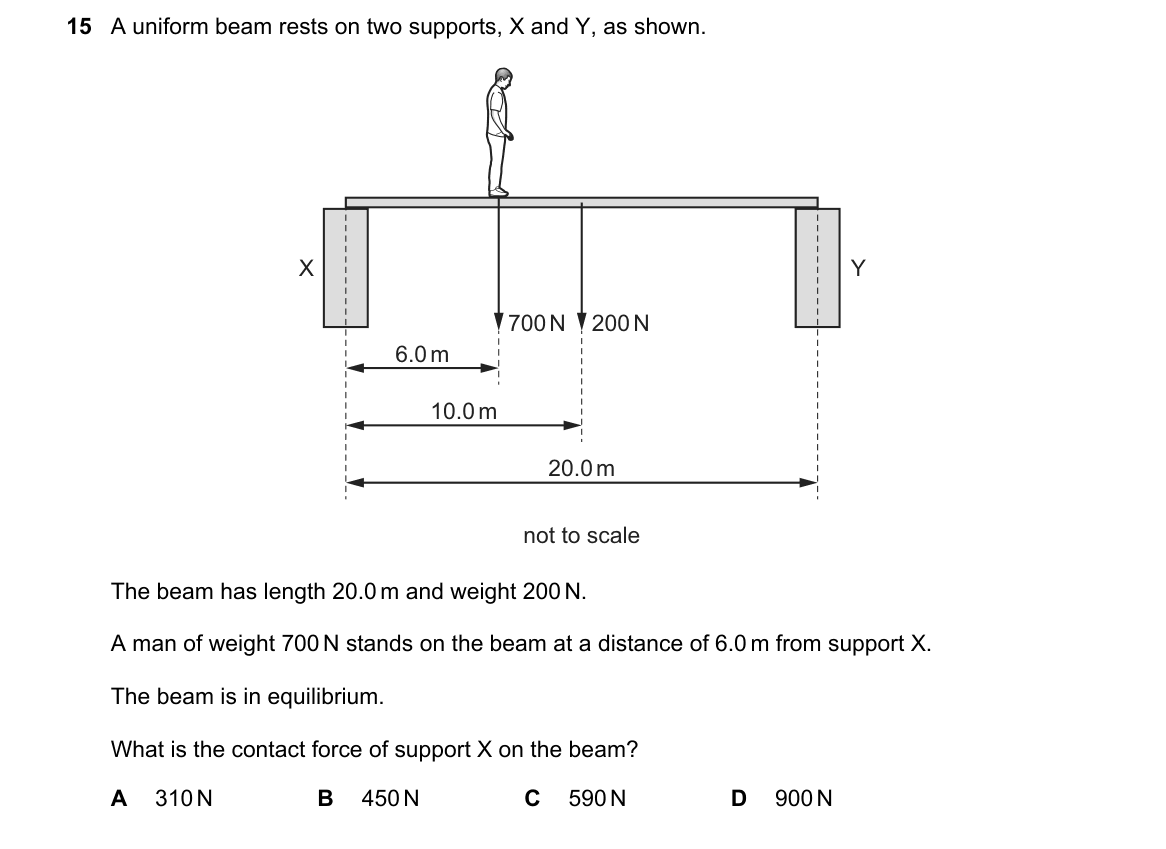 15 A uniform beam rests on two supports, X and Y, as shown.
X
Y
700 N
200 N
6.0 m
10.0 m
20.0 m
not to scale
The beam has length 20.0 m and weight 200 N.
A man of weight 700 N stands on the beam at a distance of 6.0 m from support X.
The beam is in equilibrium.
What is the contact force of support X on the beam?
A 310 N B 450 N C 590 N D 900 N